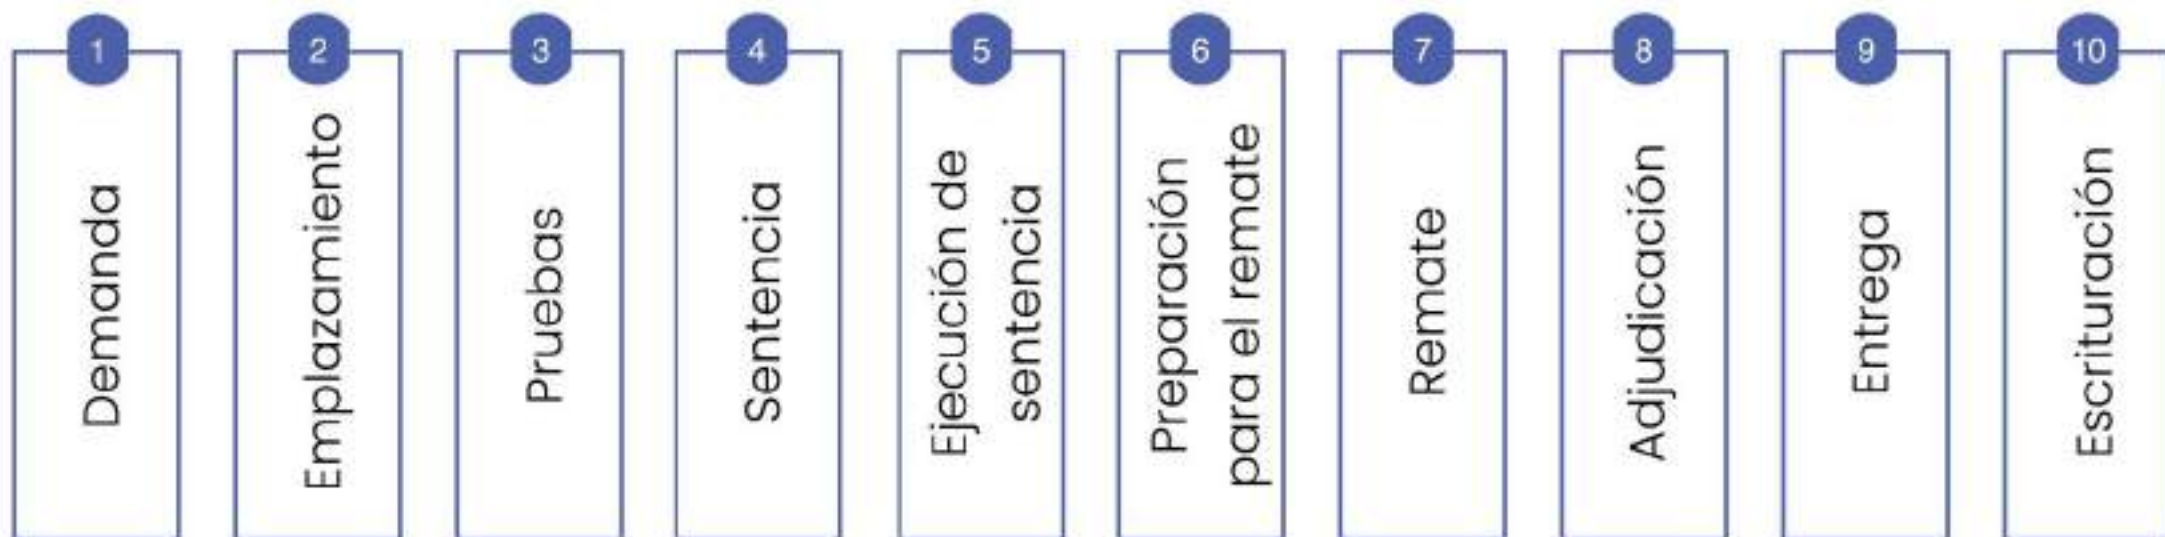 1
Demanda
2
Emplazamiento
3
Pruebas
4
Sentencia
5
Ejecución de
sentencia
6
Preparación
para el remate
7
Remate
8
Adjudicación
9
Entrega
10
Escrituración